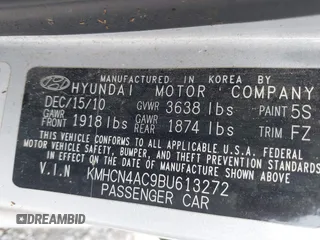 MANUFACTURED IN KOREA BY
HYUNDAI MOTOR COMPANY
DEC/15/10 GVWR 3638 lbs PAINT 5S
GAWR FRONT 1918 lbs GAWR REAR 1874 lbs TRIM FZ
THIS VEHICLE CONFORMS TO ALL APPLICABLE FEDERAL
MOTOR VEHICLE SAFETY, BUMPER, AND THEFT PREVENTION
STANDARDS IN EFFECT ON THE DATE OF MANUFACTURE SHOWN ABOVE.
V.I.N KMHCN4AC9BU613272
PASSENGER CAR
DREAMBID